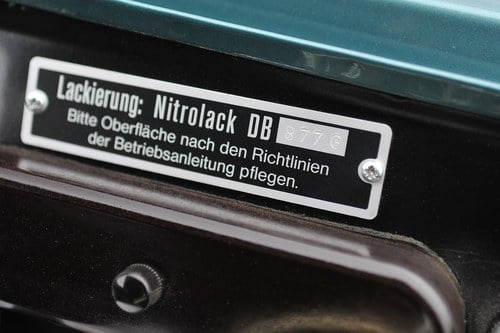 Lackierung: Nitrolack DB 877 G
Bitte Oberfläche nach den Richtlinien
der Betriebsanleitung pflegen.